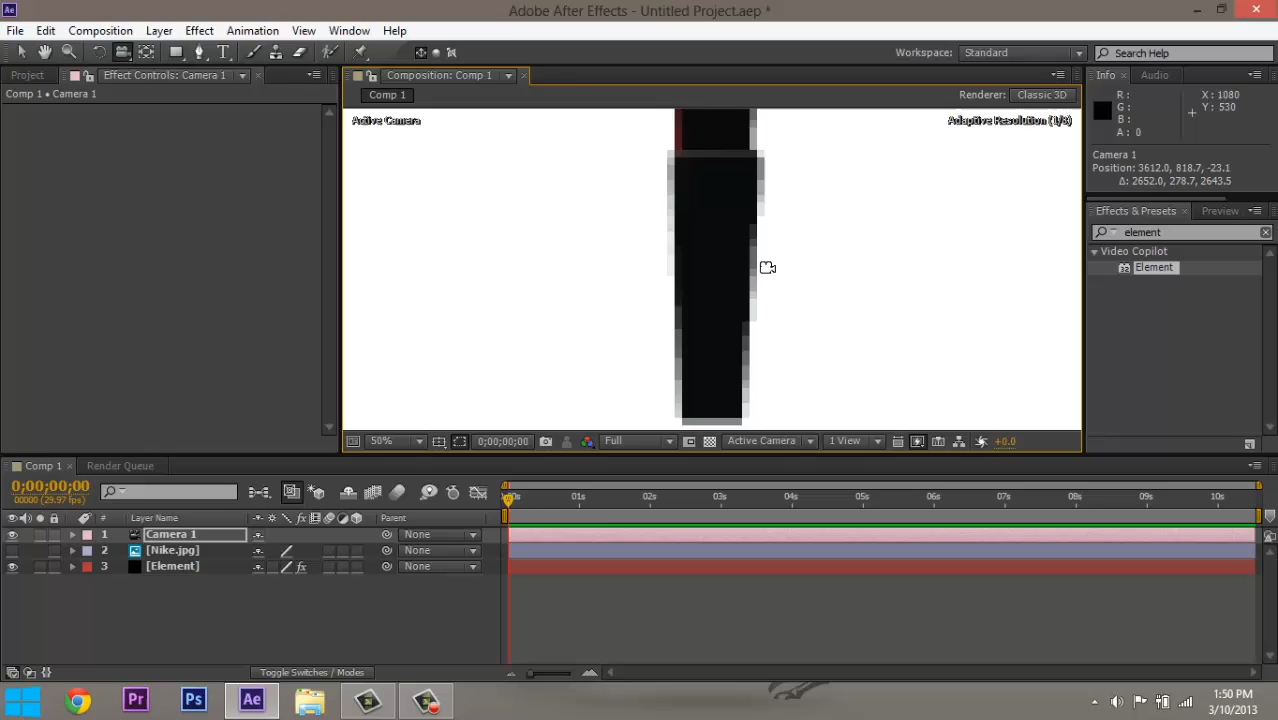 Adobe After Effects - Untitled Project.aep *
File Edit Composition Layer Effect Animation View Window Help
Workspace: Standard Search Help
Project Effect Controls: Camera 1 Composition: Comp 1 Info Audio
Comp 1 • Camera 1 Comp 1 Renderer: Classic 3D
R: X: 1080
G: Y: 530
B:
A: 0
Active Camera Adaptive Resolution (1/8)
Camera 1
Position: 3612.0, 818.7, -23.1
Δ: 2652.0, 278.7, 2643.5
Effects & Presets Preview
element
Video Copilot
Element
50% 0;00;00;00 Full Active Camera 1 View +0.0
Comp 1 Render Queue
0;00;00;00
00000 (29.97 fps)
01s 02s 03s 04s 05s 06s 07s 08s 09s 10s
# Layer Name Parent
1 Camera 1 None
2 [Nike.jpg] None
3 [Element] None
Toggle Switches / Modes
Pr Ps Ae
1:50 PM
3/10/2013